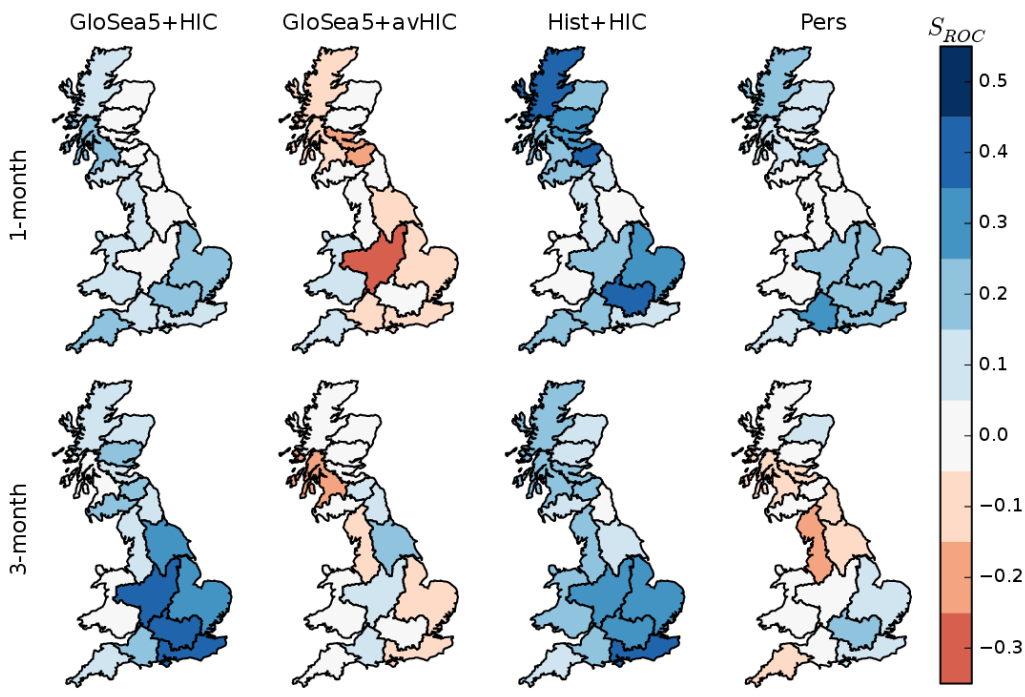 GloSea5+HIC
GloSea5+avHIC
Hist+HIC
Pers
S_ROC
1-month
3-month
0.5
0.4
0.3
0.2
0.1
0.0
−0.1
−0.2
−0.3